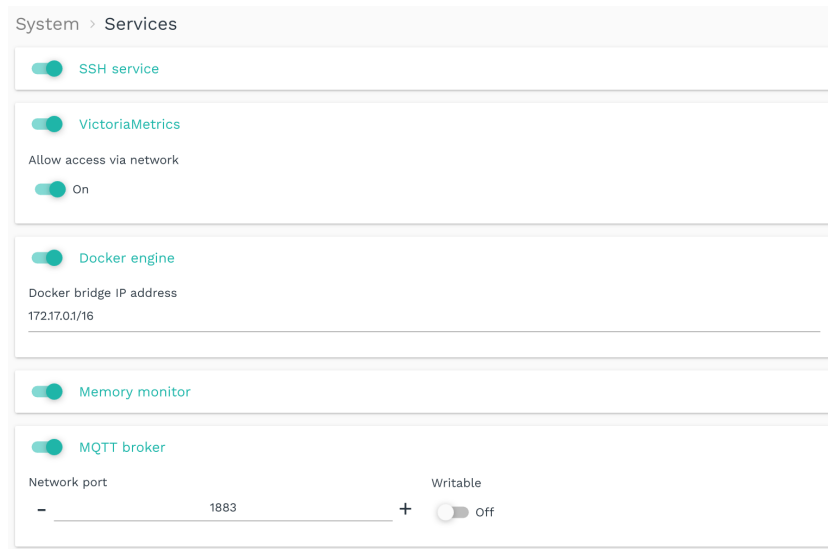 System > Services
SSH service
VictoriaMetrics
Allow access via network
On
Docker engine
Docker bridge IP address
172.17.0.1/16
Memory monitor
MQTT broker
Network port
Writable
- 1883 +
Off